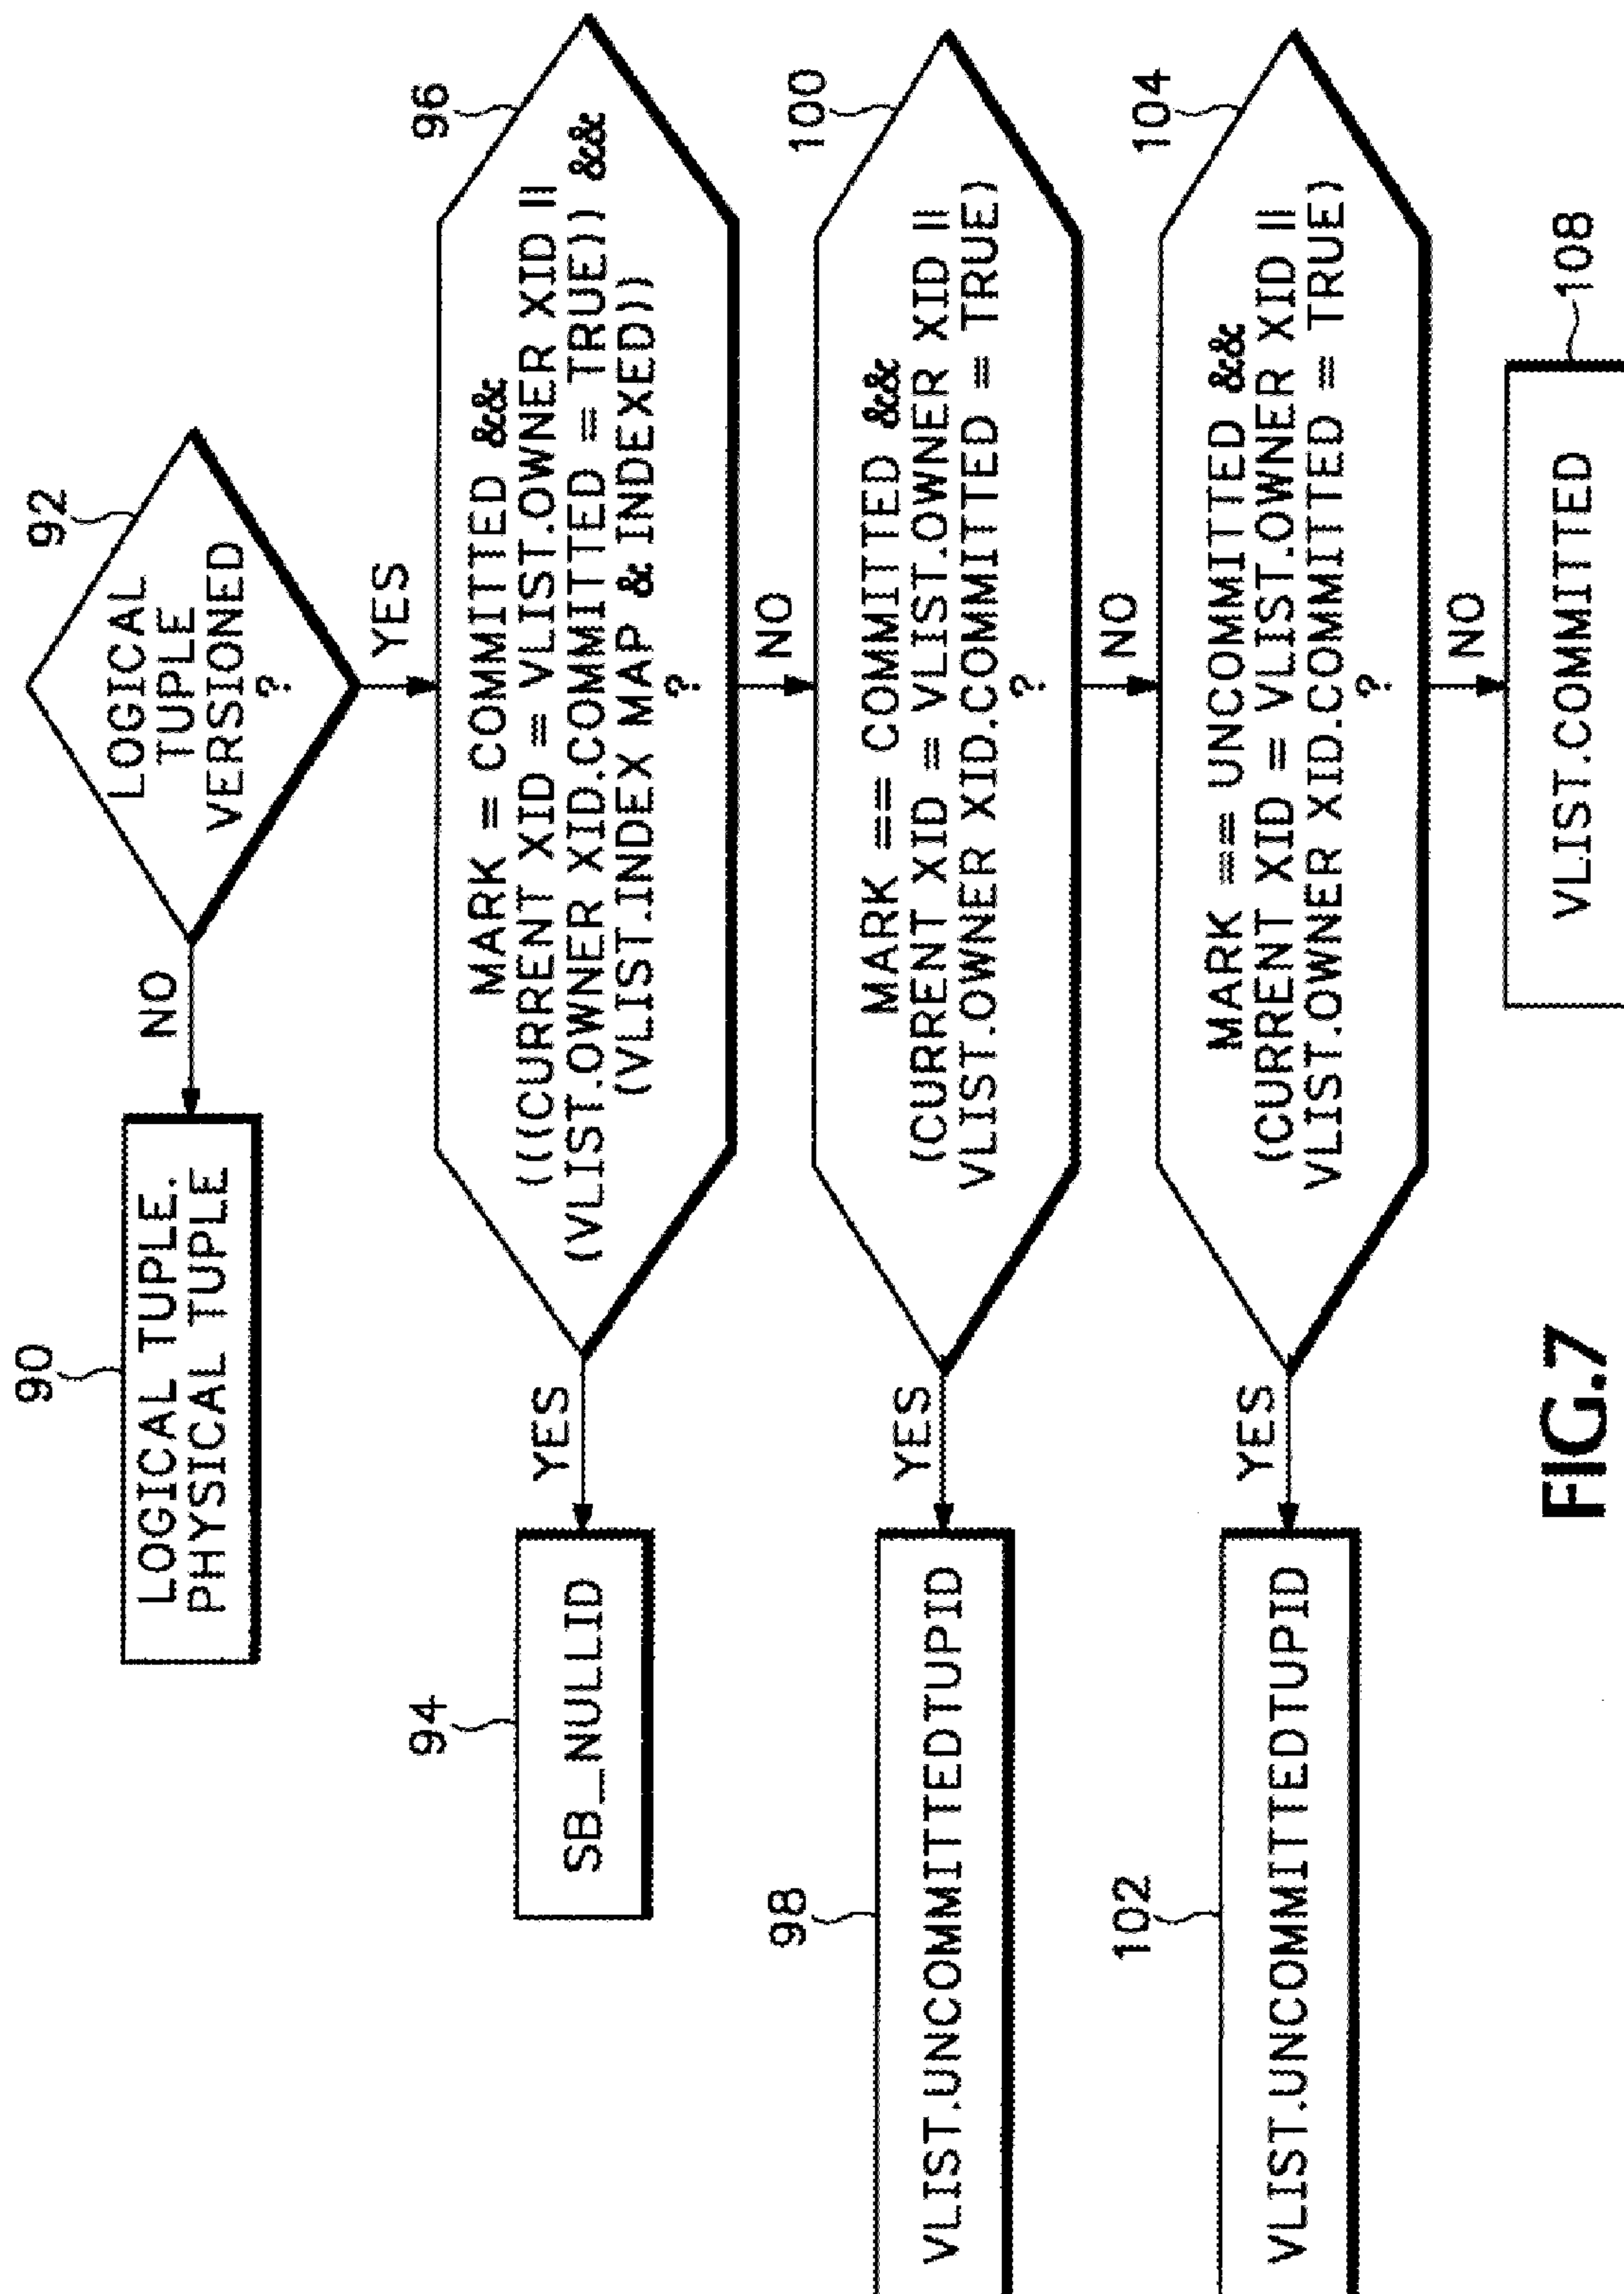 92
LOGICAL
TUPLE
VERSIONED
?
NO
90
LOGICAL TUPLE.
PHYSICAL TUPLE
YES
96
MARK = COMMITTED &&
(((CURRENT XID = VLIST.OWNER XID ||
(VLIST.OWNER XID.COMMITTED = TRUE)) &&
(VLIST.INDEX MAP & INDEXED))
?
YES
94
SB_NULLID
NO
100
MARK == COMMITTED &&
(CURRENT XID = VLIST.OWNER XID ||
VLIST.OWNER XID.COMMITTED = TRUE)
?
YES
98
VLIST.UNCOMMITTEDTUPID
NO
104
MARK == UNCOMMITTED &&
(CURRENT XID = VLIST.OWNER XID ||
VLIST.OWNER XID.COMMITTED = TRUE)
?
YES
102
VLIST.UNCOMMITTEDTUPID
NO
108
VLIST.COMMITTED
FIG.7